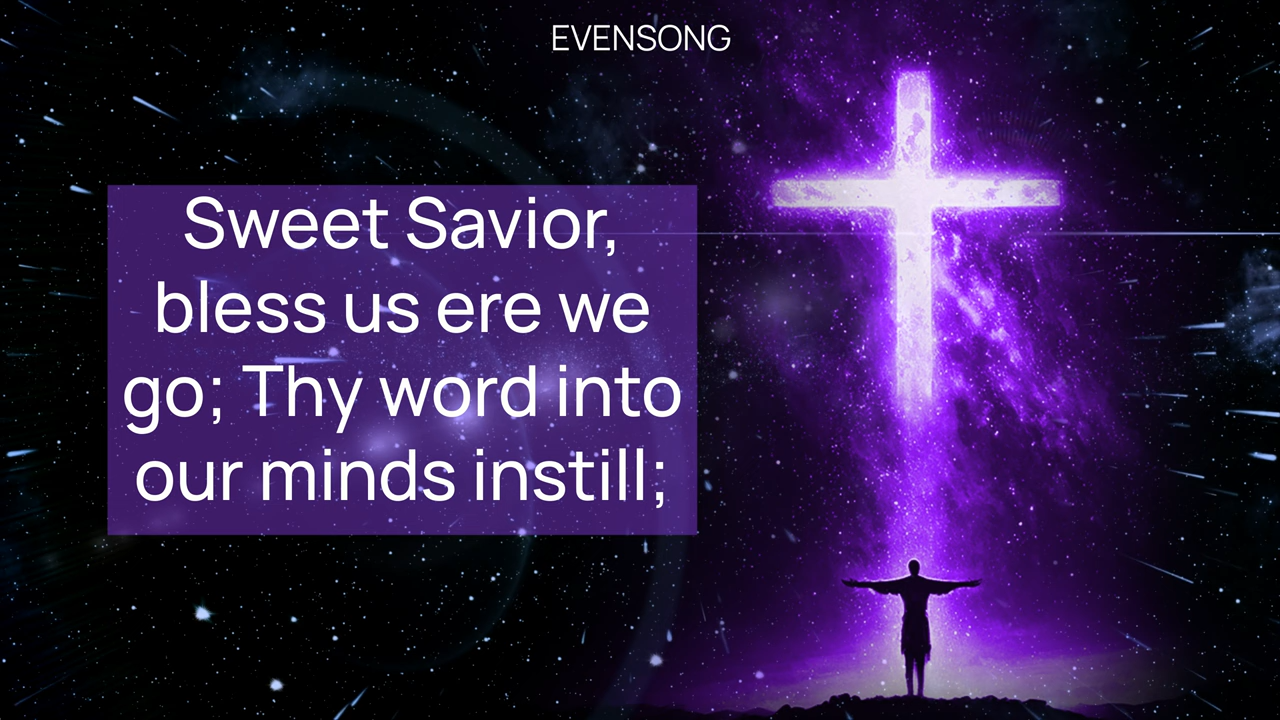 EVENSONG
Sweet Savior,
bless us ere we
go; Thy word into
our minds instill;